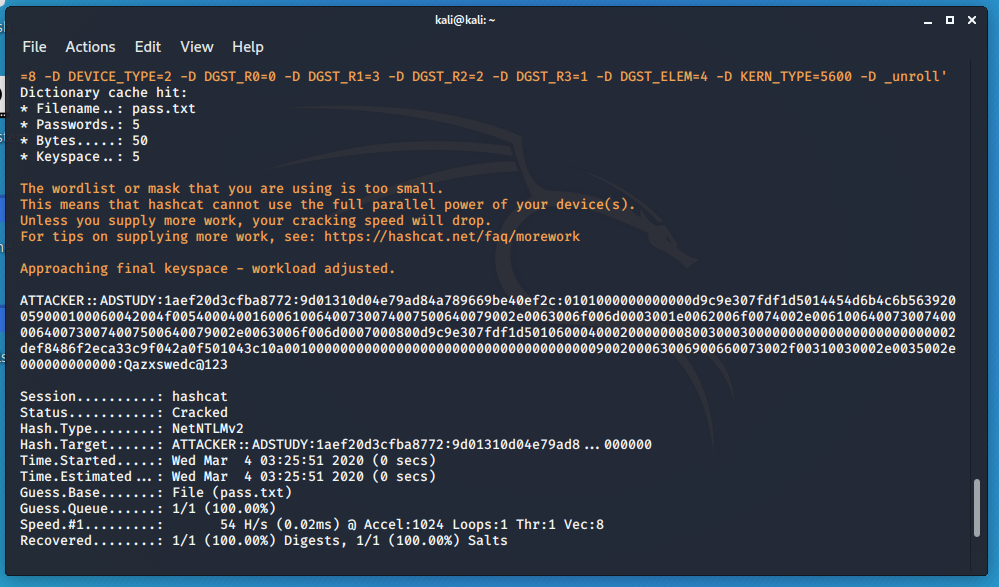 kali@kali: ~
File Actions Edit View Help
=8 -D DEVICE_TYPE=2 -D DGST_R0=0 -D DGST_R1=3 -D DGST_R2=2 -D DGST_R3=1 -D DGST_ELEM=4 -D KERN_TYPE=5600 -D _unroll'
Dictionary cache hit:
* Filename..: pass.txt
* Passwords.: 5
* Bytes.....: 50
* Keyspace..: 5
The wordlist or mask that you are using is too small.
This means that hashcat cannot use the full parallel power of your device(s).
Unless you supply more work, your cracking speed will drop.
For tips on supplying more work, see: https://hashcat.net/faq/morework
Approaching final keyspace - workload adjusted.
ATTACKER::ADSTUDY:1aef20d3cfba8772:9d01310d04e79ad84a789669be40ef2c:0101000000000000d9c9e307fdf1d5014454d6b4c6b563920
059000100060042004f0054000400160061006400730074007500640079002e0063006f006d0003001e0062006f0074002e006100640073007400
006400730074007500640079002e0063006f006d0007000800d9c9e307fdf1d501060004000200000008003000300000000000000000000000002
def8486f2eca33c9f042a0f501043c10a001000000000000000000000000000000000000900200063006900660073002f00310030002e0035002e
000000000000:Qazxswedc@123
Session..........: hashcat
Status...........: Cracked
Hash.Type........: NetNTLMv2
Hash.Target......: ATTACKER::ADSTUDY:1aef20d3cfba8772:9d01310d04e79ad8...000000
Time.Started.....: Wed Mar  4 03:25:51 2020 (0 secs)
Time.Estimated...: Wed Mar  4 03:25:51 2020 (0 secs)
Guess.Base.......: File (pass.txt)
Guess.Queue......: 1/1 (100.00%)
Speed.#1.........:       54 H/s (0.02ms) @ Accel:1024 Loops:1 Thr:1 Vec:8
Recovered........: 1/1 (100.00%) Digests, 1/1 (100.00%) Salts